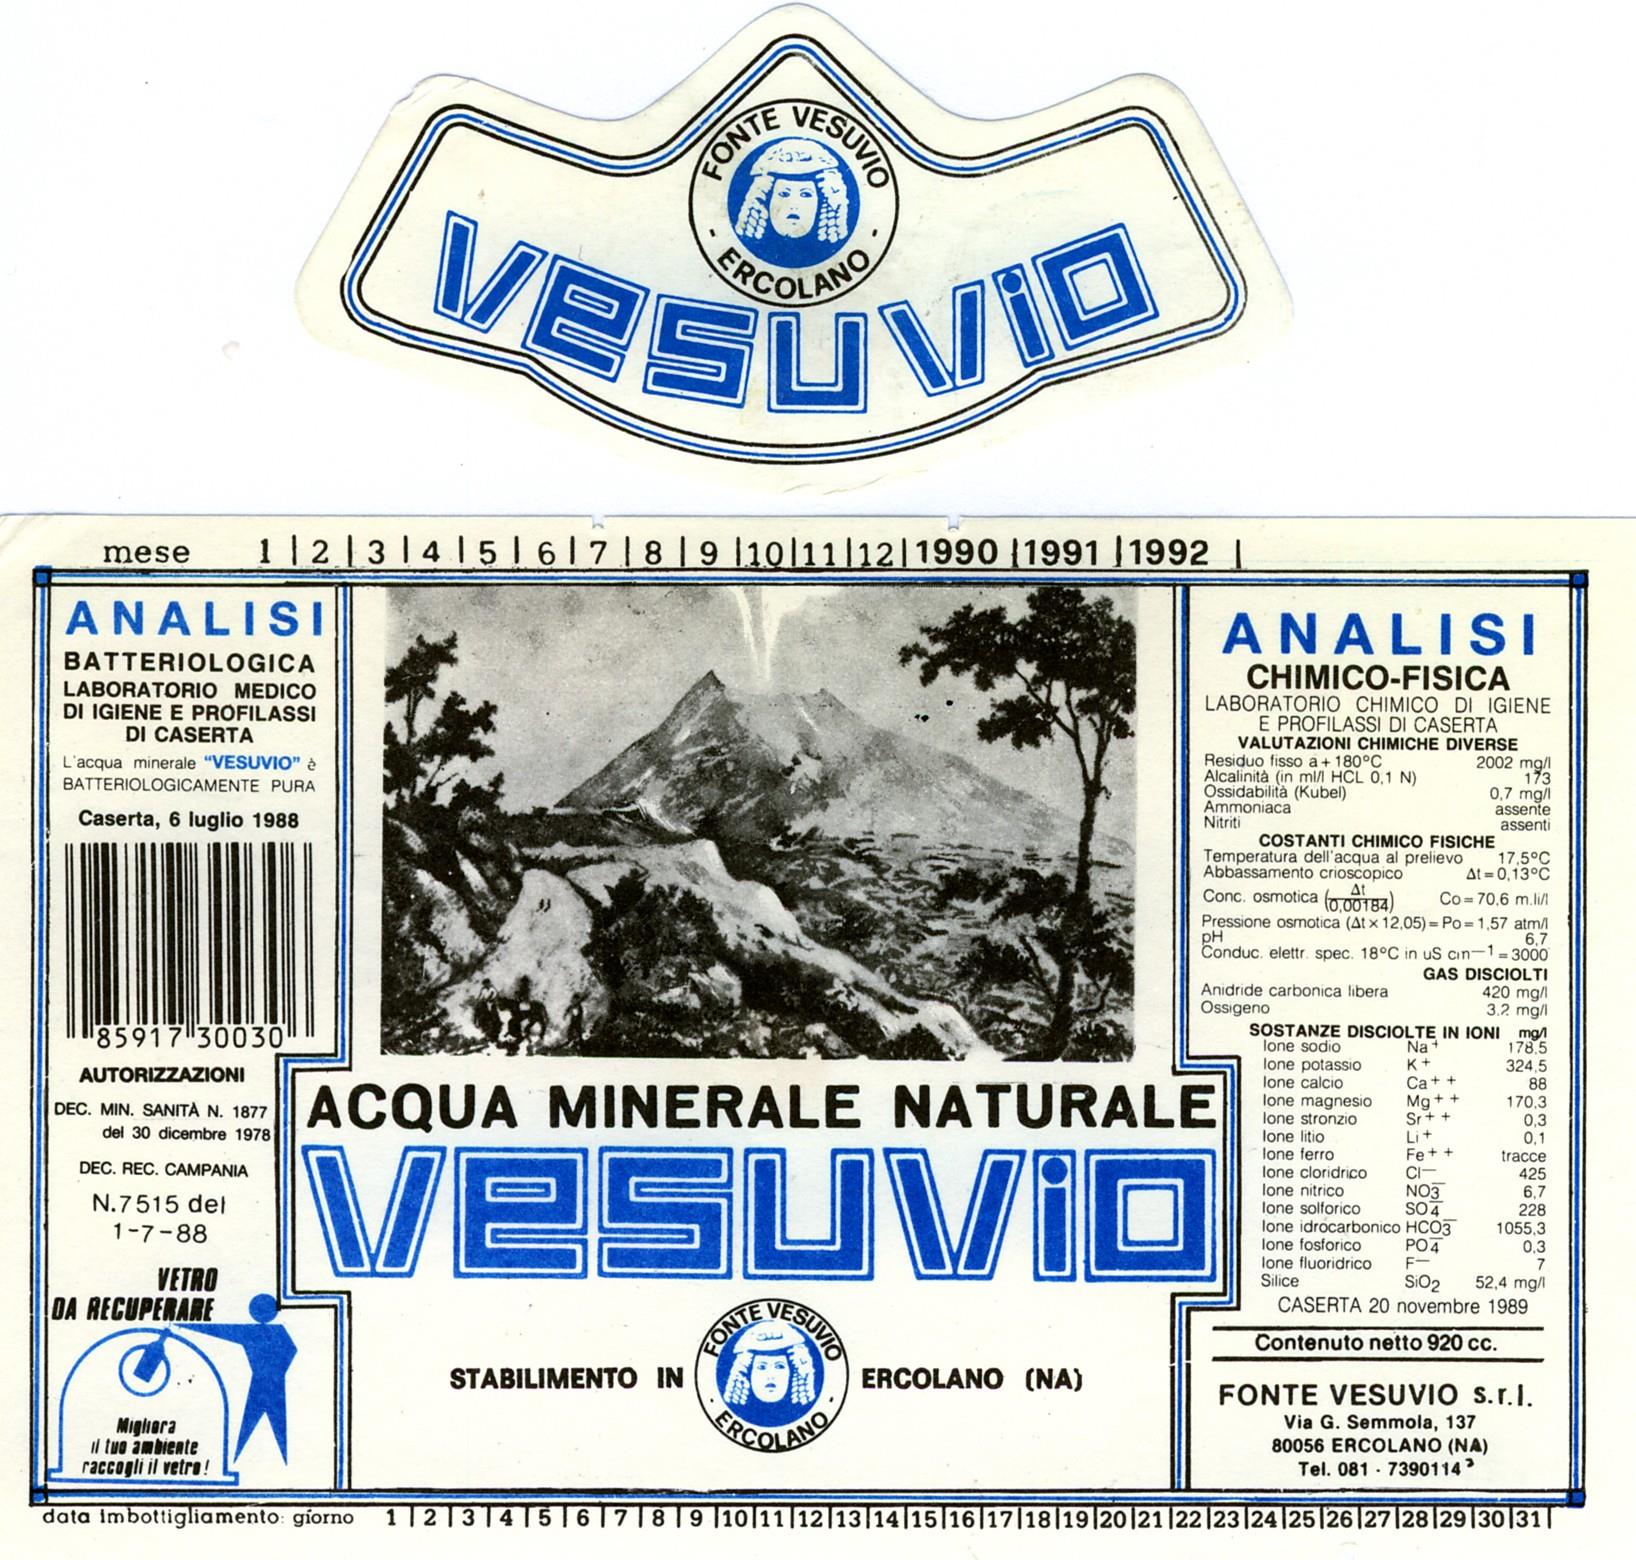 FONTE VESUVIO
- ERCOLANO -
VESUVIO
mese 1 | 2 | 3 | 4 | 5 | 6 | 7 | 8 | 9 | 10 | 11 | 12 | 1990 | 1991 | 1992 |
ANALISI
BATTERIOLOGICA
LABORATORIO MEDICO
DI IGIENE E PROFILASSI
DI CASERTA
L'acqua minerale "VESUVIO" è
BATTERIOLOGICAMENTE PURA
Caserta, 6 luglio 1988
85917 30030
AUTORIZZAZIONI
DEC. MIN. SANITÀ N. 1877
del 30 dicembre 1978
DEC. REC. CAMPANIA
N.7515 del
1-7-88
VETRO
DA RECUPERARE
Migliora
il tuo ambiente
raccogli il vetro!
ACQUA MINERALE NATURALE
VESUVIO
STABILIMENTO IN ERCOLANO (NA)
FONTE VESUVIO
- ERCOLANO -
ANALISI
CHIMICO-FISICA
LABORATORIO CHIMICO DI IGIENE
E PROFILASSI DI CASERTA
VALUTAZIONI CHIMICHE DIVERSE
Residuo fisso a + 180°C 2002 mg/l
Alcalinità (in ml/l HCL 0,1 N) 173
Ossidabilità (Kubel) 0,7 mg/l
Ammoniaca assente
Nitriti assenti
COSTANTI CHIMICO FISICHE
Temperatura dell'acqua al prelievo 17,5°C
Abbassamento crioscopico Δt=0,13°C
Conc. osmotica (Δt/0,00184) Co=70,6 m.li/l
Pressione osmotica (Δt×12,05)=Po=1,57 atm/l
pH 6,7
Conduc. elettr. spec. 18°C in uS cm—1=3000
GAS DISCIOLTI
Anidride carbonica libera 420 mg/l
Ossigeno 3.2 mg/l
SOSTANZE DISCIOLTE IN IONI mg/l
Ione sodio Na+ 178,5
Ione potassio K+ 324,5
Ione calcio Ca++ 88
Ione magnesio Mg++ 170,3
Ione stronzio Sr++ 0,3
Ione litio Li+ 0,1
Ione ferro Fe++ tracce
Ione cloridrico Cl— 425
Ione nitrico NO3— 6,7
Ione solforico SO4— 228
Ione idrocarbonico HCO3— 1055,3
Ione fosforico PO4— 0,3
Ione fluoridrico F— 7
Silice SiO2 52,4 mg/l
CASERTA 20 novembre 1989
Contenuto netto 920 cc.
FONTE VESUVIO s.r.l.
Via G. Semmola, 137
80056 ERCOLANO (NA)
Tel. 081 - 7390114
data Imbottigliamento: giorno 1 | 2 | 3 | 4 | 5 | 6 | 7 | 8 | 9 | 10 | 11 | 12 | 13 | 14 | 15 | 16 | 17 | 18 | 19 | 20 | 21 | 22 | 23 | 24 | 25 | 26 | 27 | 28 | 29 | 30 | 31 |